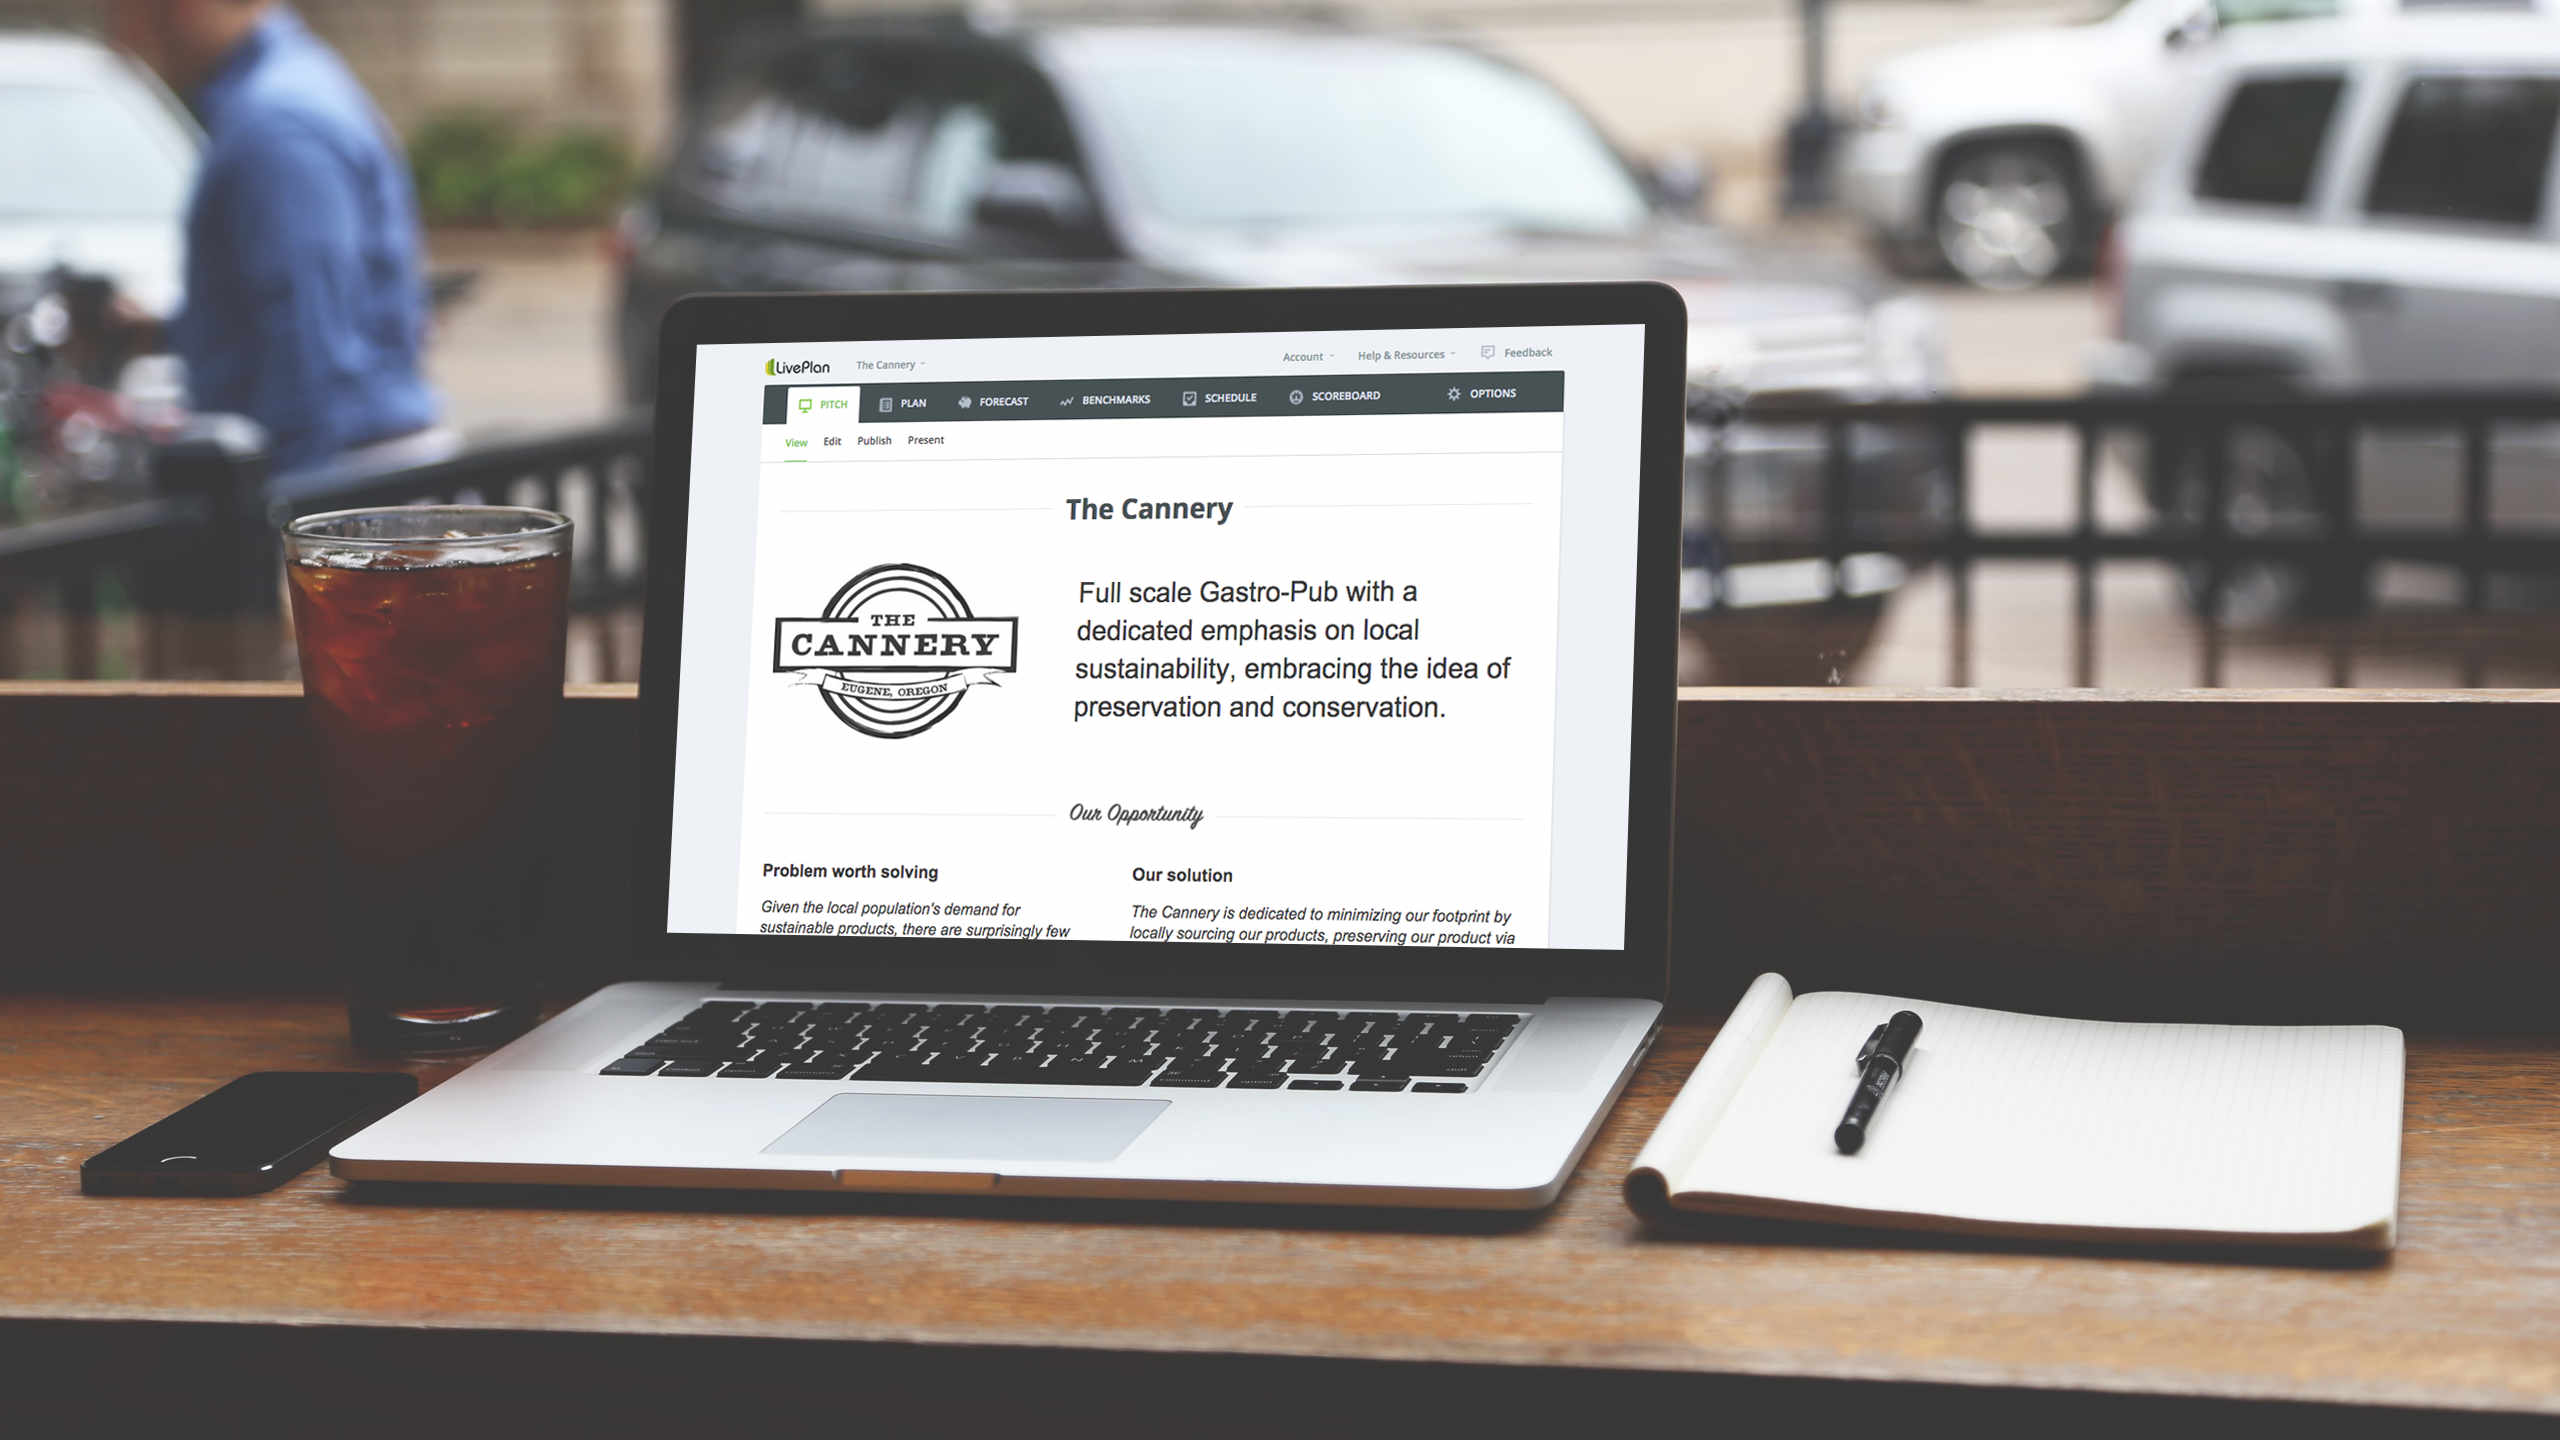 LivePlan The Cannery Account Help & Resources Feedback
PITCH PLAN FORECAST BENCHMARKS SCHEDULE SCOREBOARD OPTIONS
View Edit Publish Present
The Cannery
THE
CANNERY
EUGENE, OREGON
Full scale Gastro-Pub with a
dedicated emphasis on local
sustainability, embracing the idea of
preservation and conservation.
Our Opportunity
Problem worth solving
Given the local population's demand for
sustainable products, there are surprisingly few
Our solution
The Cannery is dedicated to minimizing our footprint by
locally sourcing our products, preserving our product via